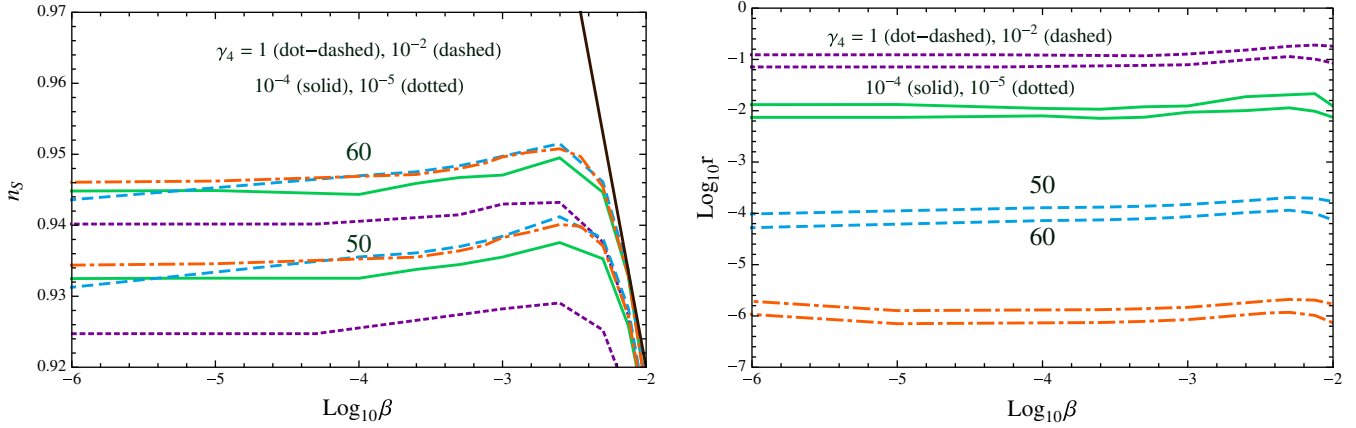 γ₄ = 1 (dot−dashed), 10⁻² (dashed)
10⁻⁴ (solid), 10⁻⁵ (dotted)
60
50
0.97
0.96
0.95
0.94
0.93
0.92
n_S
−6 −5 −4 −3 −2
Log₁₀β
γ₄ = 1 (dot−dashed), 10⁻² (dashed)
10⁻⁴ (solid), 10⁻⁵ (dotted)
50
60
0
−1
−2
−3
−4
−5
−6
−7
Log₁₀r
−6 −5 −4 −3 −2
Log₁₀β